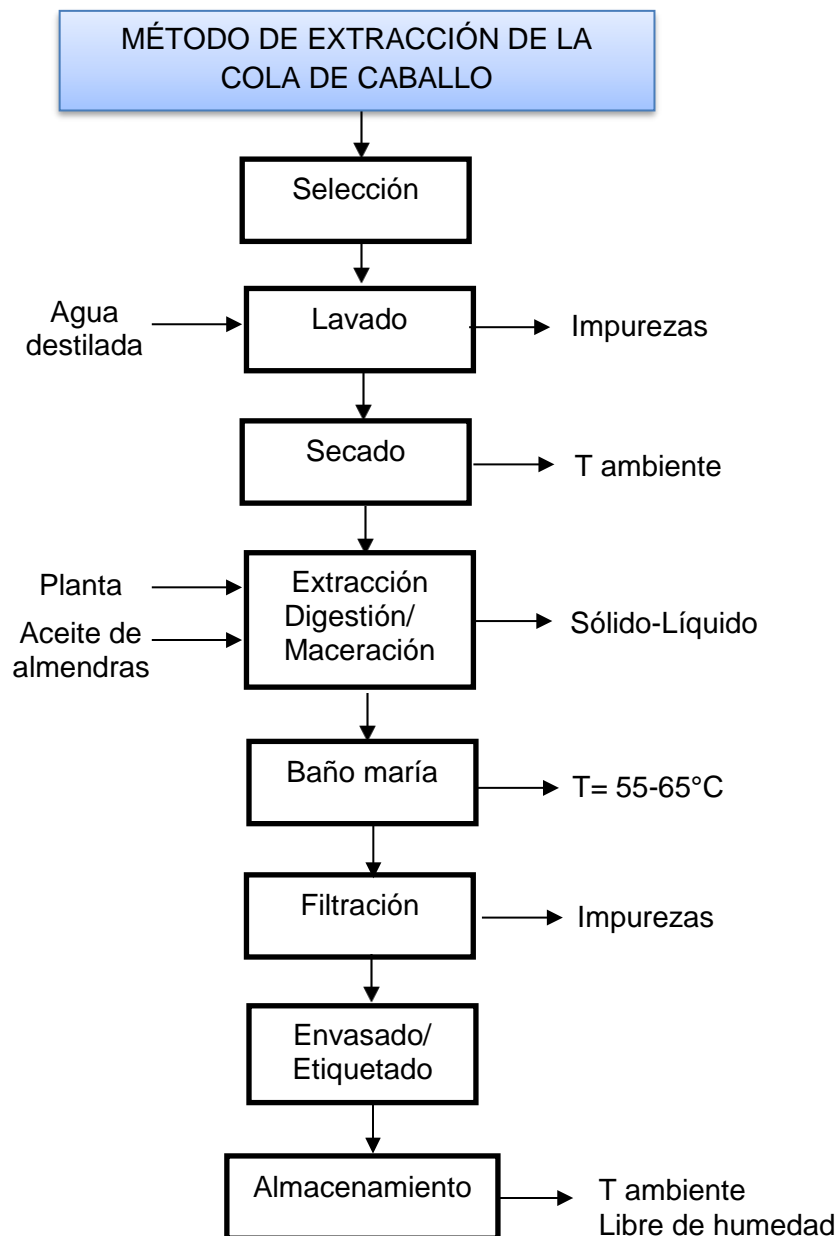 MÉTODO DE EXTRACCIÓN DE LA
COLA DE CABALLO
Selección
Agua
destilada
Lavado
Impurezas
Secado
T ambiente
Planta
Aceite de
almendras
Extracción
Digestión/
Maceración
Sólido-Líquido
Baño maría
T= 55-65°C
Filtración
Impurezas
Envasado/
Etiquetado
Almacenamiento
T ambiente
Libre de humedad